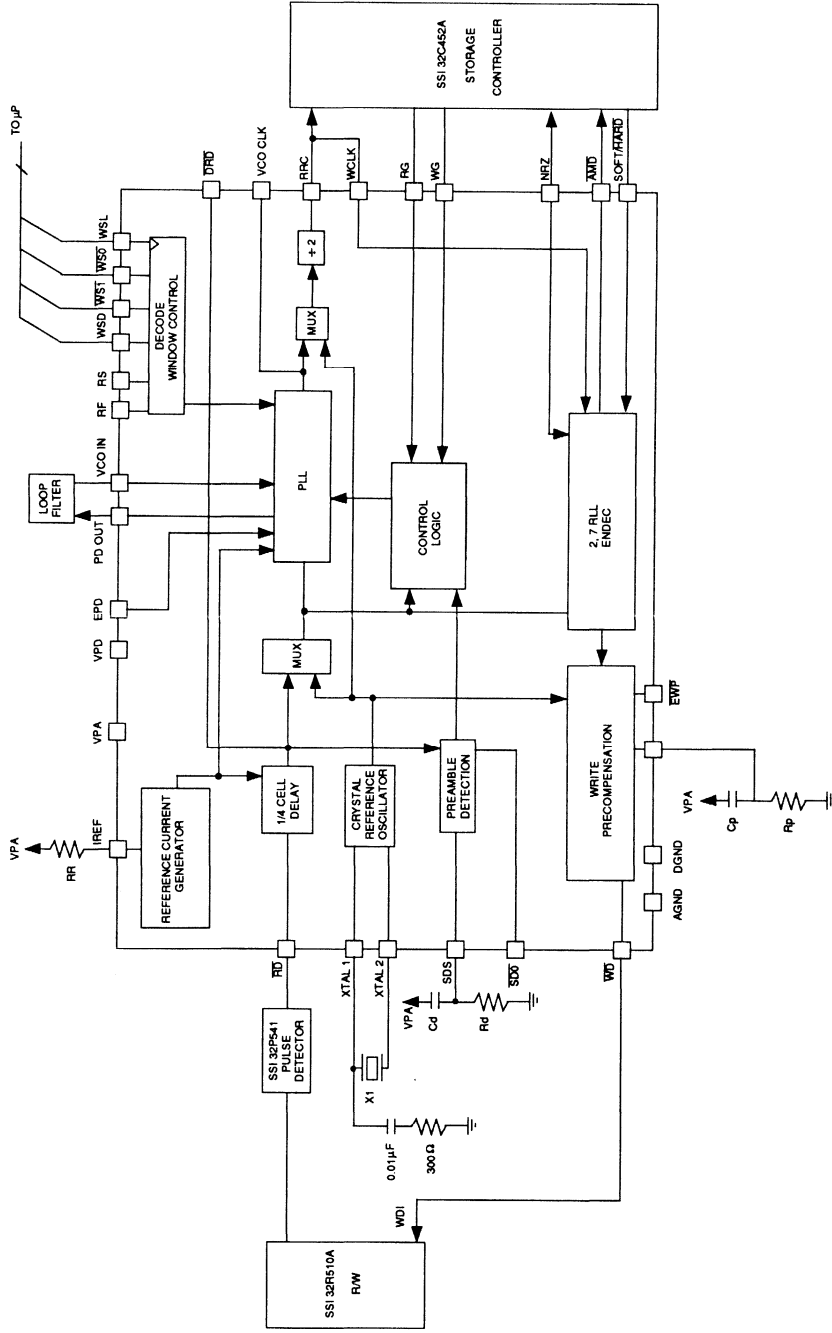 TO µP
WSL
WS0
WS1
WSD
RS
RF
VCO IN
PD OUT
EPD
VPD
VPA
IREF
RR
VPA
LOOP
FILTER
DECODE
WINDOW CONTROL
REFERENCE CURRENT
GENERATOR
DRD
VCO CLK
RRC
WCLK
RG
WG
NRZ
AMD
SOFT/HARD
SSI 32C452A
STORAGE
CONTROLLER
÷ 2
MUX
PLL
MUX
1/4 CELL
DELAY
CONTROL
LOGIC
CRYSTAL
REFERENCE
OSCILLATOR
PREAMBLE
DETECTION
2, 7 RLL
ENDEC
WRITE
PRECOMPENSATION
RD
XTAL 1
XTAL 2
SDS
SDO
WD
SSI 32P541
PULSE
DETECTOR
X1
0.01µF
300 Ω
VPA
Cd
Rd
WDI
SSI 32R510A
R/W
AGND
DGND
EWP
VPA
Cp
Rp